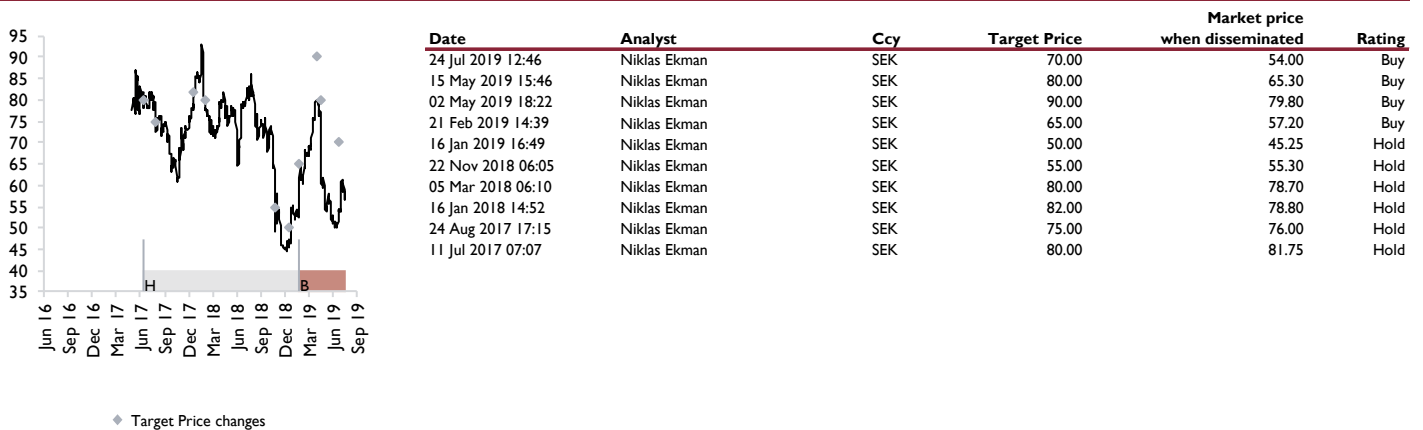 95
90
85
80
75
70
65
60
55
50
45
40
35
H
B
Jun 16
Sep 16
Dec 16
Mar 17
Jun 17
Sep 17
Dec 17
Mar 18
Jun 18
Sep 18
Dec 18
Mar 19
Jun 19
Sep 19
Target Price changes
Market price
Date Analyst Ccy Target Price when disseminated Rating
24 Jul 2019 12:46 Niklas Ekman SEK 70.00 54.00 Buy
15 May 2019 15:46 Niklas Ekman SEK 80.00 65.30 Buy
02 May 2019 18:22 Niklas Ekman SEK 90.00 79.80 Buy
21 Feb 2019 14:39 Niklas Ekman SEK 65.00 57.20 Buy
16 Jan 2019 16:49 Niklas Ekman SEK 50.00 45.25 Hold
22 Nov 2018 06:05 Niklas Ekman SEK 55.00 55.30 Hold
05 Mar 2018 06:10 Niklas Ekman SEK 80.00 78.70 Hold
16 Jan 2018 14:52 Niklas Ekman SEK 82.00 78.80 Hold
24 Aug 2017 17:15 Niklas Ekman SEK 75.00 76.00 Hold
11 Jul 2017 07:07 Niklas Ekman SEK 80.00 81.75 Hold